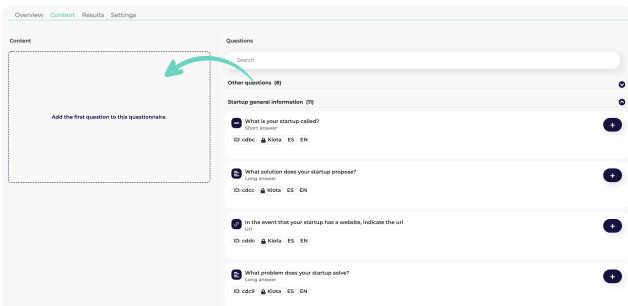 Overview Content Results Settings
Content
Add the first question to this questionnaire.
Questions
Search
Other questions (8)
Startup general information (11)
What is your startup called?
Short answer
ID: cdbc Kiota ES EN
What solution does your startup propose?
Long answer
ID: cdcc Kiota ES EN
In the event that your startup has a website, indicate the url
Url
ID: cddc Kiota ES EN
What problem does your startup solve?
Long answer
ID: cdc9 Kiota ES EN